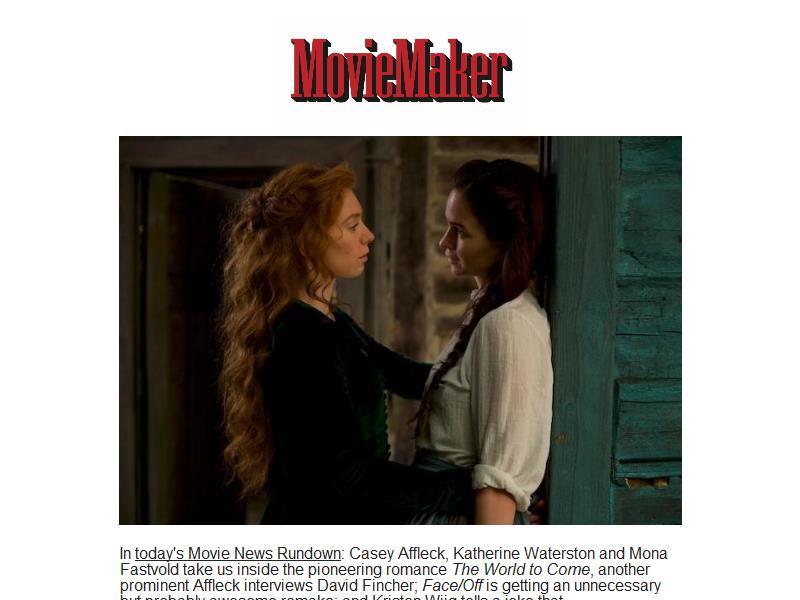 MovieMaker
In today's Movie News Rundown: Casey Affleck, Katherine Waterston and Mona
Fastvold take us inside the pioneering romance The World to Come, another
prominent Affleck interviews David Fincher; Face/Off is getting an unnecessary
but probably awesome remake; and Kristen Wiig tells a joke that